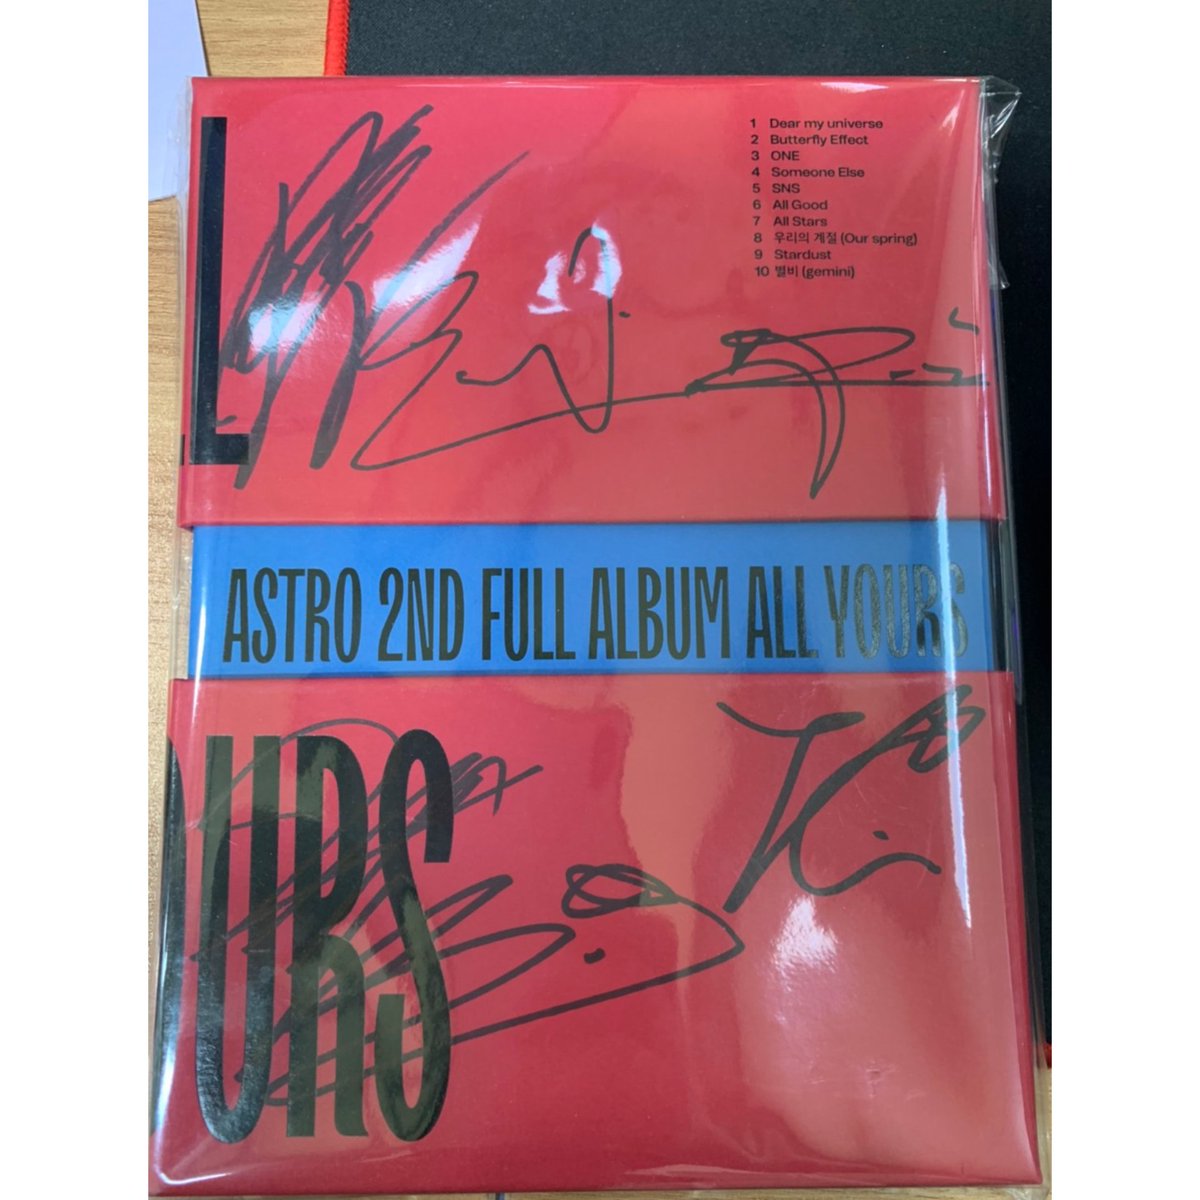 L
1 Dear my universe
2 Butterfly Effect
3 ONE
4 Someone Else
5 SNS
6 All Good
7 All Stars
8 우리의 계절 (Our spring)
9 Stardust
10 별비 (gemini)
ASTRO 2ND FULL ALBUM ALL YOURS
OURS